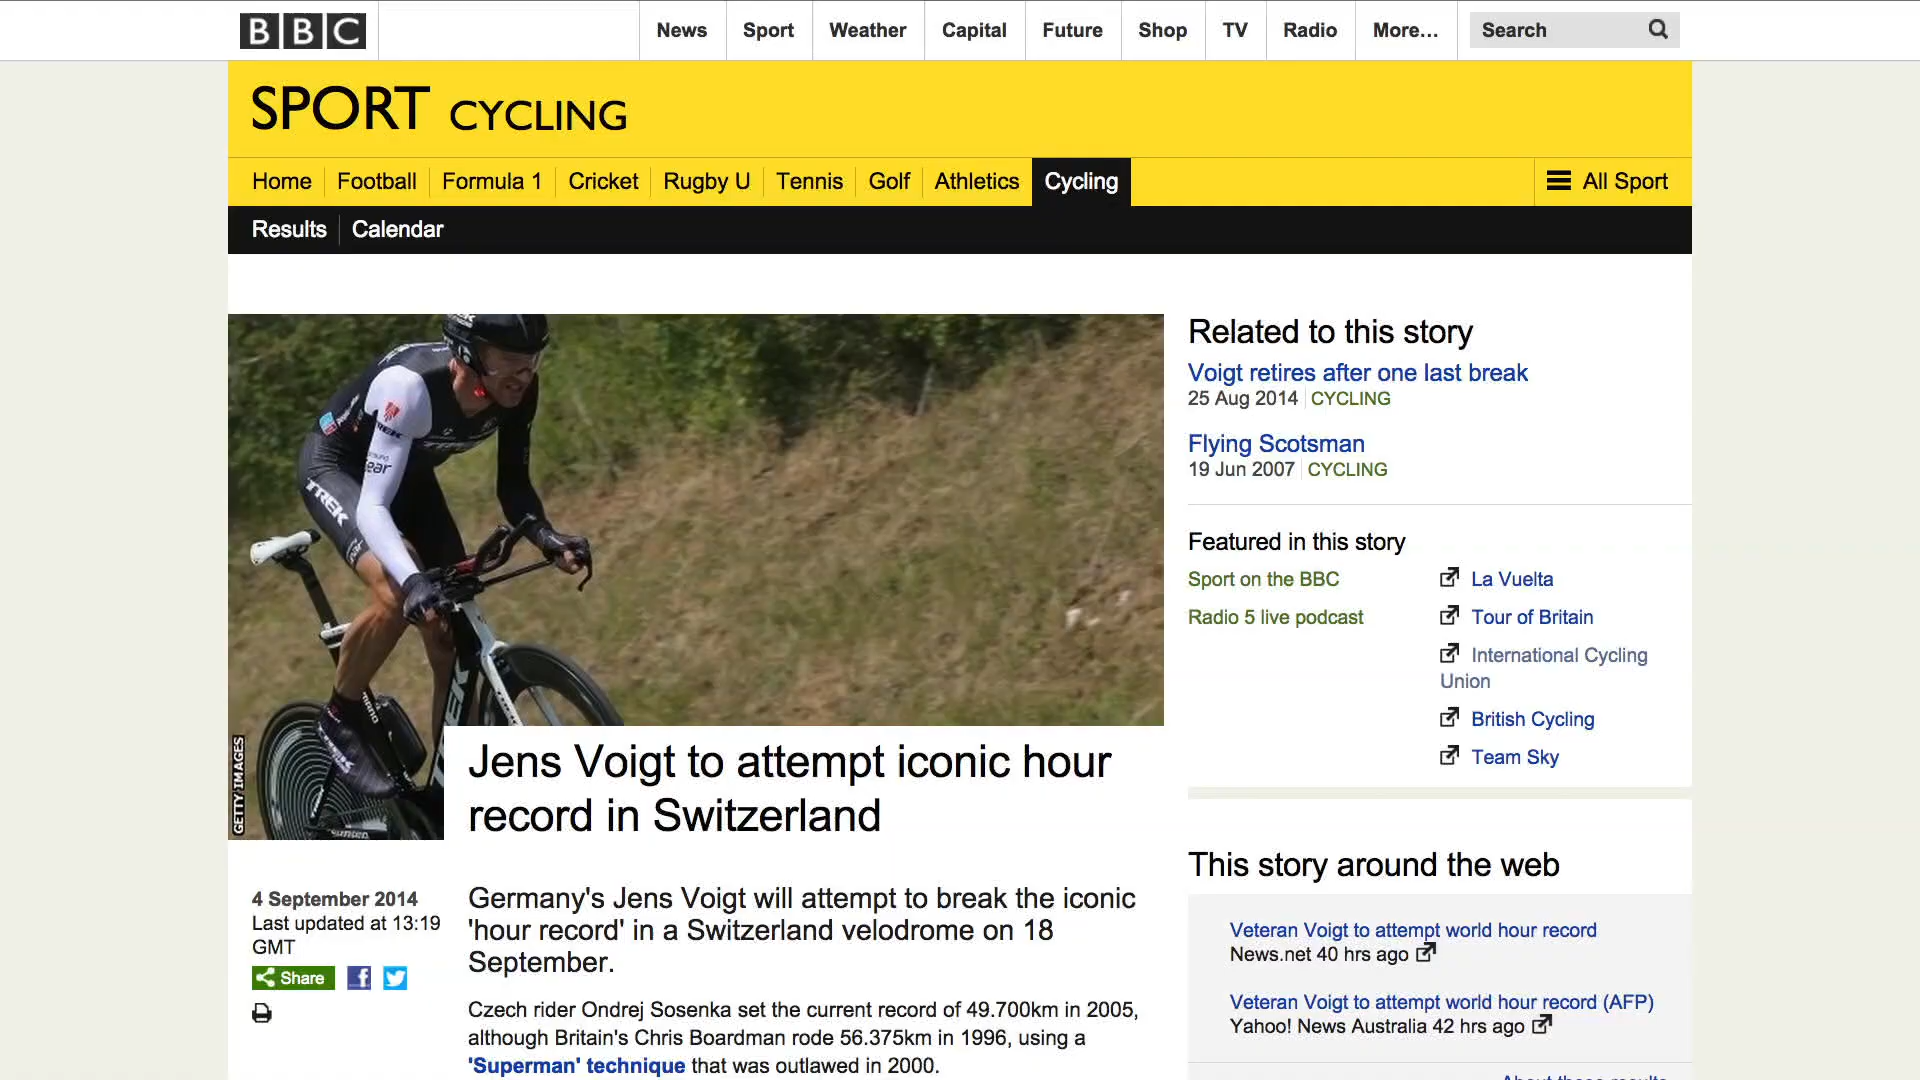 BBC
News
Sport
Weather
Capital
Future
Shop
TV
Radio
More...
Search
SPORT CYCLING
Home
Football
Formula 1
Cricket
Rugby U
Tennis
Golf
Athletics
Cycling
All Sport
Results
Calendar
TREK
TREK
GETTY IMAGES
Jens Voigt to attempt iconic hour
record in Switzerland
4 September 2014
Last updated at 13:19
GMT
Share
Germany's Jens Voigt will attempt to break the iconic
'hour record' in a Switzerland velodrome on 18
September.
Czech rider Ondrej Sosenka set the current record of 49.700km in 2005,
although Britain's Chris Boardman rode 56.375km in 1996, using a
'Superman' technique that was outlawed in 2000.
Related to this story
Voigt retires after one last break
25 Aug 2014 CYCLING
Flying Scotsman
19 Jun 2007 CYCLING
Featured in this story
Sport on the BBC
Radio 5 live podcast
La Vuelta
Tour of Britain
International Cycling
Union
British Cycling
Team Sky
This story around the web
Veteran Voigt to attempt world hour record
News.net 40 hrs ago
Veteran Voigt to attempt world hour record (AFP)
Yahoo! News Australia 42 hrs ago
About these results